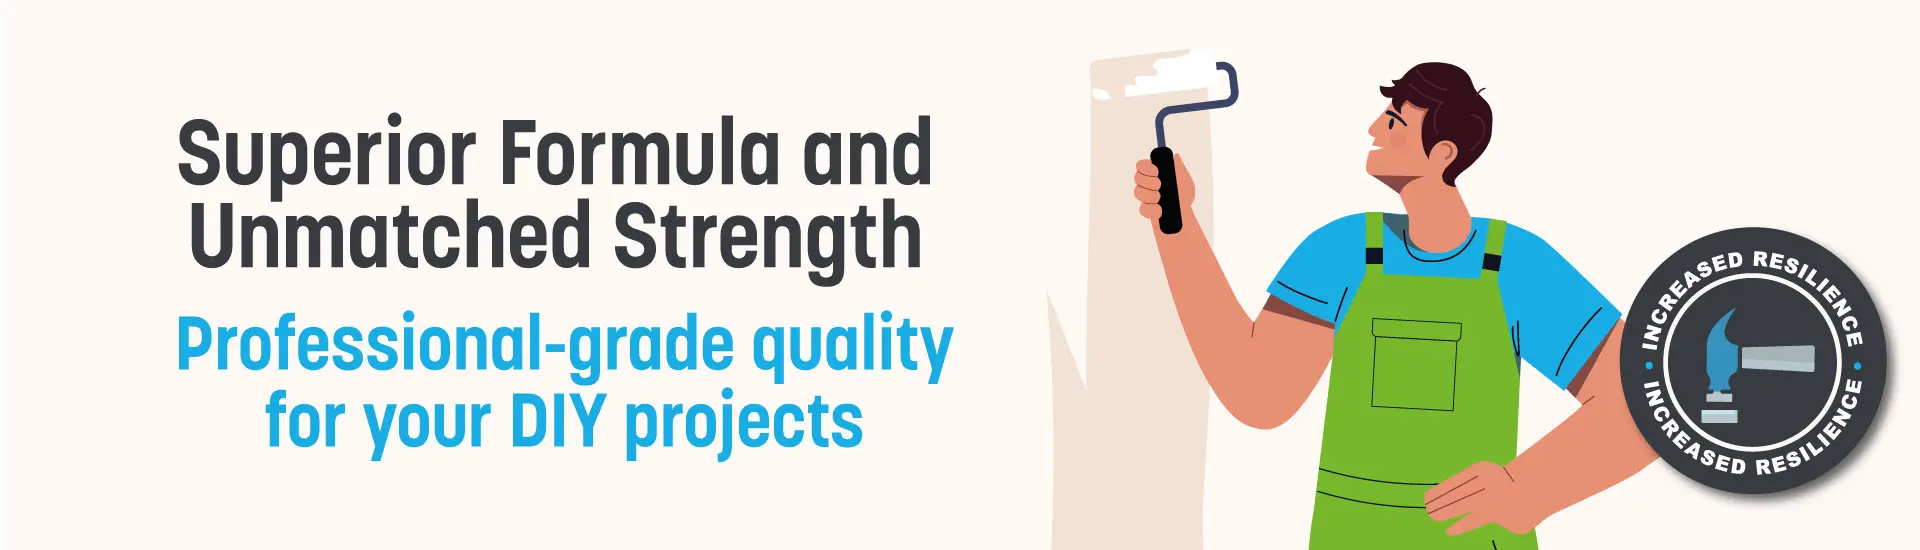 Superior Formula and
Unmatched Strength
Professional-grade quality
for your DIY projects
INCREASED RESILIENCE
INCREASED RESILIENCE